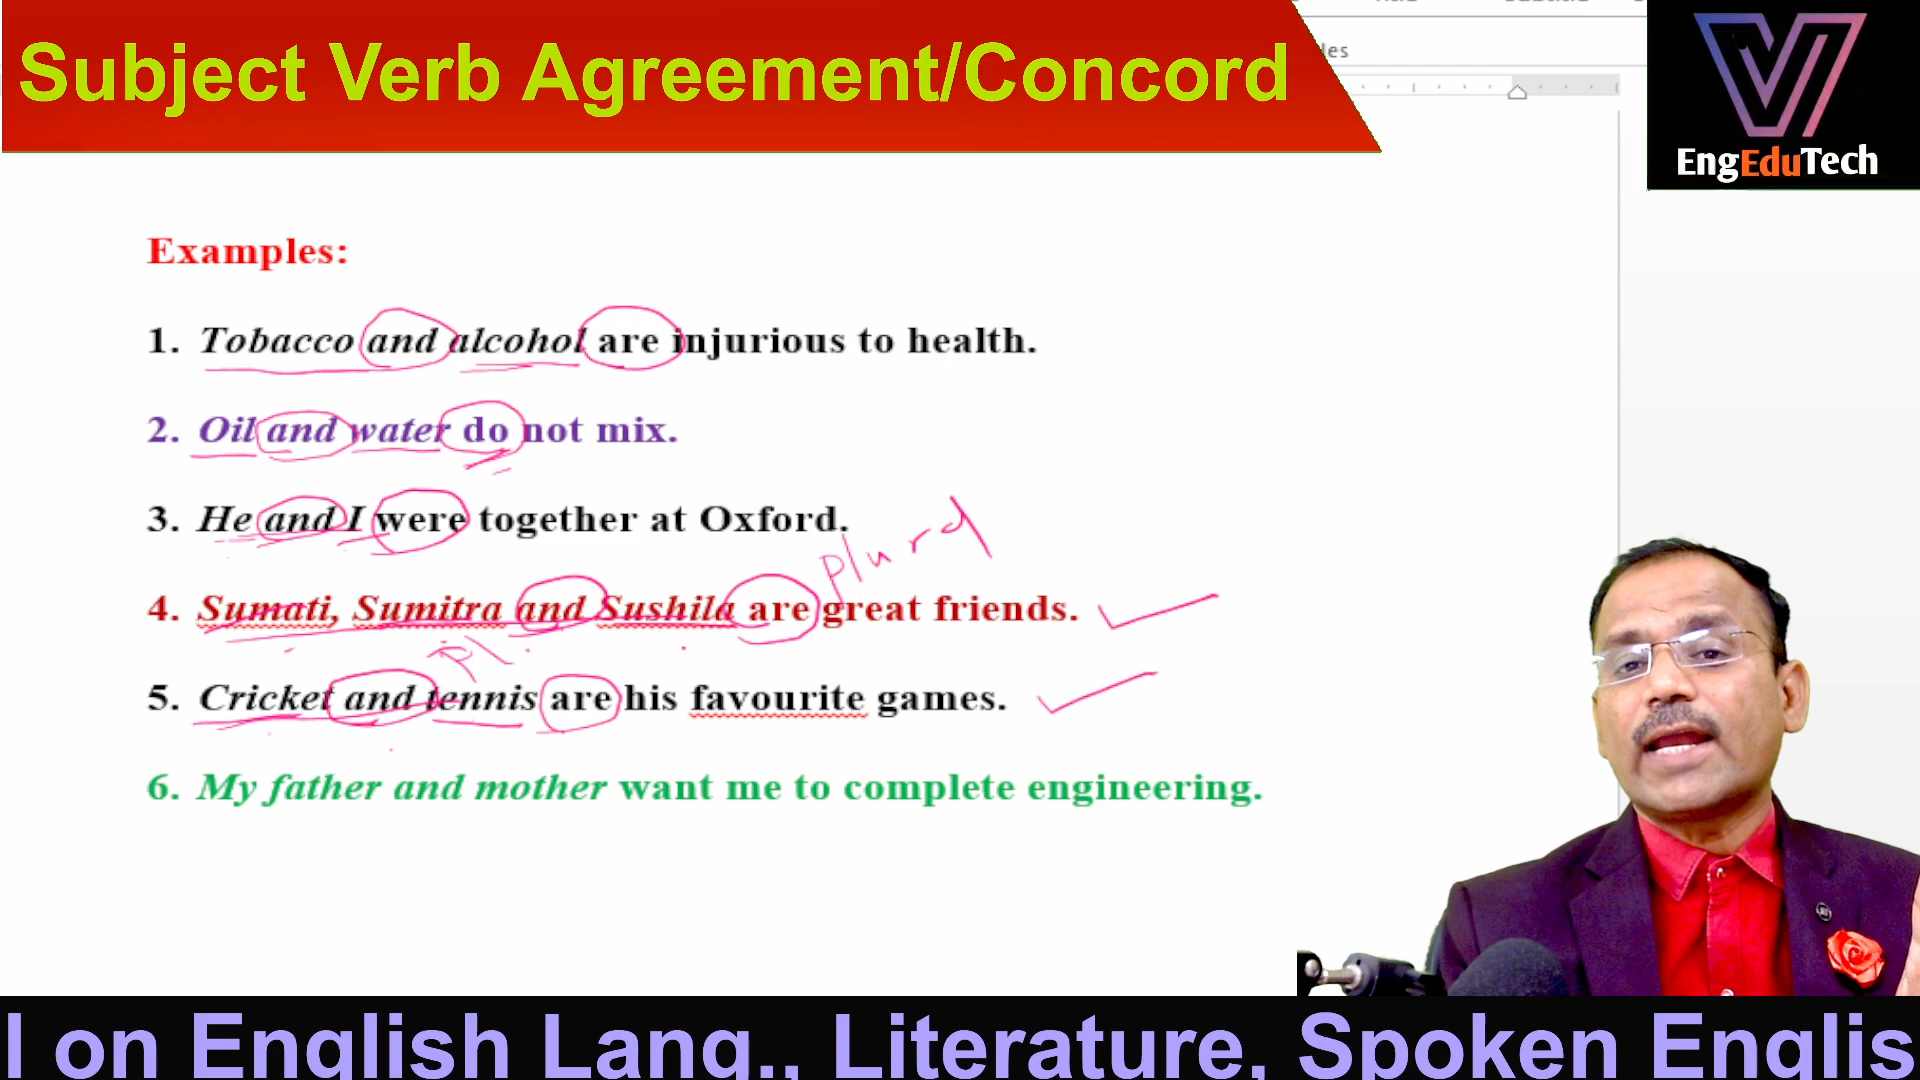 Subject Verb Agreement/Concord
EngEduTech
Examples:
1. Tobacco and alcohol are injurious to health.
2. Oil and water do not mix.
3. He and I were together at Oxford.
plural
4. Sumati, Sumitra and Sushila are great friends.
Pl.
5. Cricket and tennis are his favourite games.
6. My father and mother want me to complete engineering.
l on English Lang., Literature, Spoken Englis